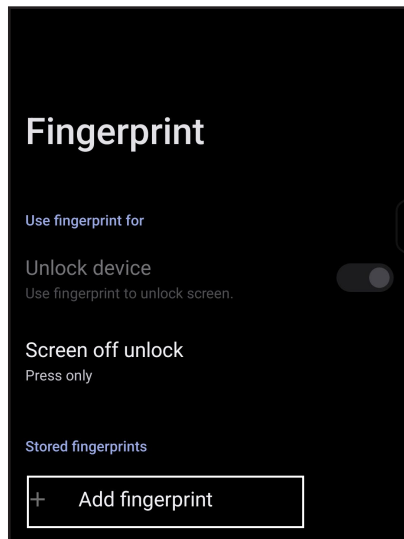 Fingerprint
Use fingerprint for
Unlock device
Use fingerprint to unlock screen.
Screen off unlock
Press only
Stored fingerprints
+ Add fingerprint